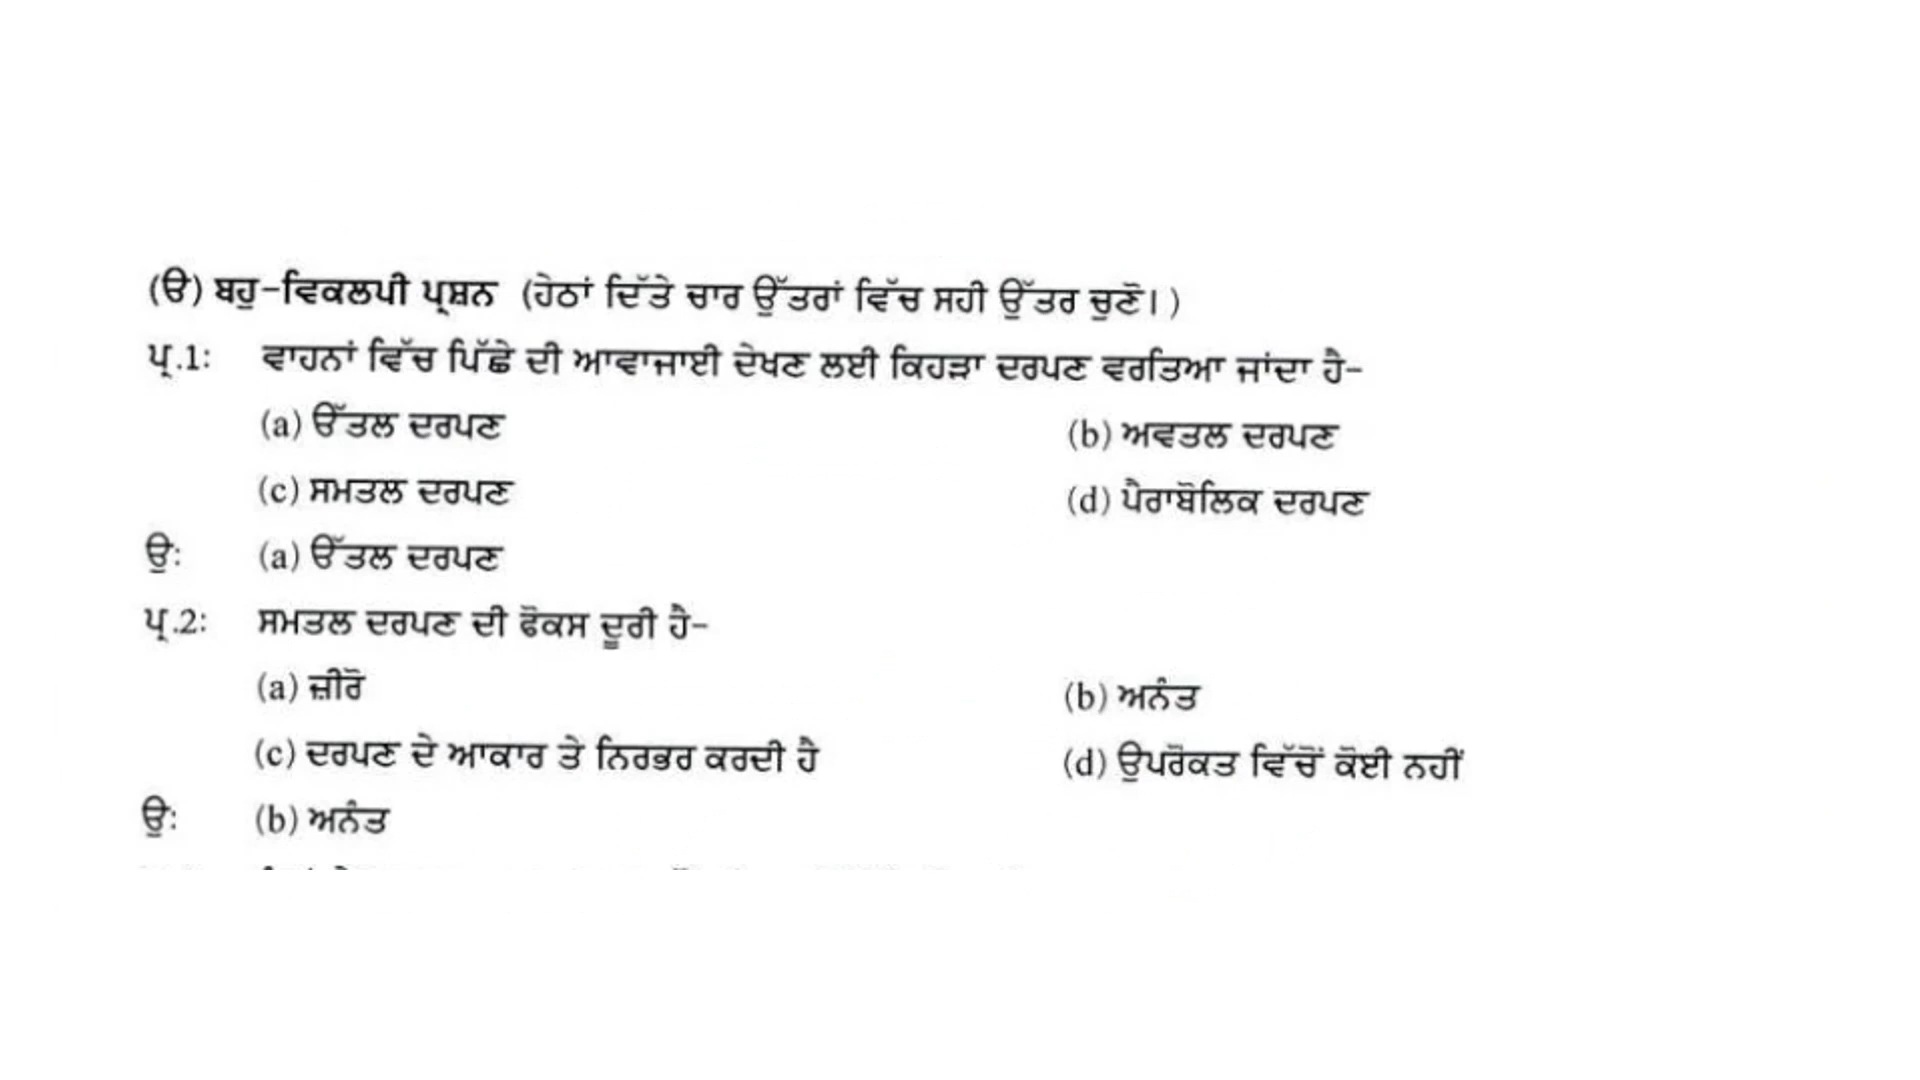 (ੳ) ਬਹੁ-ਵਿਕਲਪੀ ਪ੍ਰਸ਼ਨ (ਹੇਠਾਂ ਦਿੱਤੇ ਚਾਰ ਉੱਤਰਾਂ ਵਿੱਚ ਸਹੀ ਉੱਤਰ ਚੁਣੋ। )
ਪ੍ਰ.1: ਵਾਹਨਾਂ ਵਿੱਚ ਪਿੱਛੇ ਦੀ ਆਵਾਜਾਈ ਦੇਖਣ ਲਈ ਕਿਹੜਾ ਦਰਪਣ ਵਰਤਿਆ ਜਾਂਦਾ ਹੈ-
(a) ਉੱਤਲ ਦਰਪਣ (b) ਅਵਤਲ ਦਰਪਣ
(c) ਸਮਤਲ ਦਰਪਣ (d) ਪੈਰਾਬੋਲਿਕ ਦਰਪਣ
ਉ: (a) ਉੱਤਲ ਦਰਪਣ
ਪ੍ਰ.2: ਸਮਤਲ ਦਰਪਣ ਦੀ ਫੋਕਸ ਦੂਰੀ ਹੈ-
(a) ਜ਼ੀਰੋ (b) ਅਨੰਤ
(c) ਦਰਪਣ ਦੇ ਆਕਾਰ ਤੇ ਨਿਰਭਰ ਕਰਦੀ ਹੈ (d) ਉਪਰੋਕਤ ਵਿੱਚੋਂ ਕੋਈ ਨਹੀਂ
ਉ: (b) ਅਨੰਤ